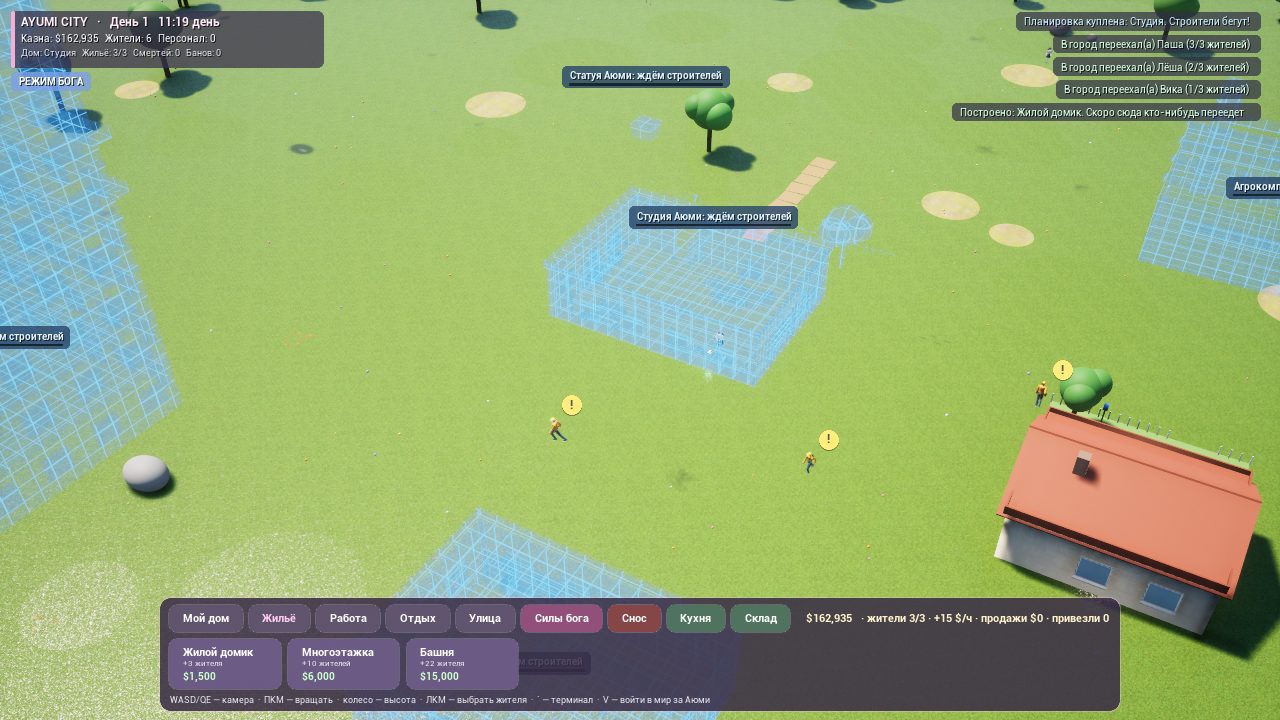 AYUMI CITY · День 1 11:19 день
Казна: $162,935 Жители: 6 Персонал: 0
Дом: Студия Жильё: 3/3 Смертей: 0 Банов: 0
РЕЖИМ БОГА
Планировка куплена: Студия. Строители бегут!
В город переехал(а) Паша (3/3 жителей)
В город переехал(а) Лёша (2/3 жителей)
В город переехал(а) Вика (1/3 жителей)
Построено: Жилой домик. Скоро сюда кто-нибудь переедет
Статуя Аюми: ждём строителей
Студия Аюми: ждём строителей
м строителей
!
!
!
Мой дом
Жильё
Работа
Отдых
Улица
Силы бога
Снос
Кухня
Склад
$162,935 · жители 3/3 · +15 $/ч · продажи $0 · привезли 0
Жилой домик
+3 жителя
$1,500
Многоэтажка
+10 жителей
$6,000
Башня
+22 жителя
$15,000
м строителей
WASD/QE — камера · ПКМ — вращать · колесо — высота · ЛКМ — выбрать жителя · ` — терминал · V — войти в мир за Аюми